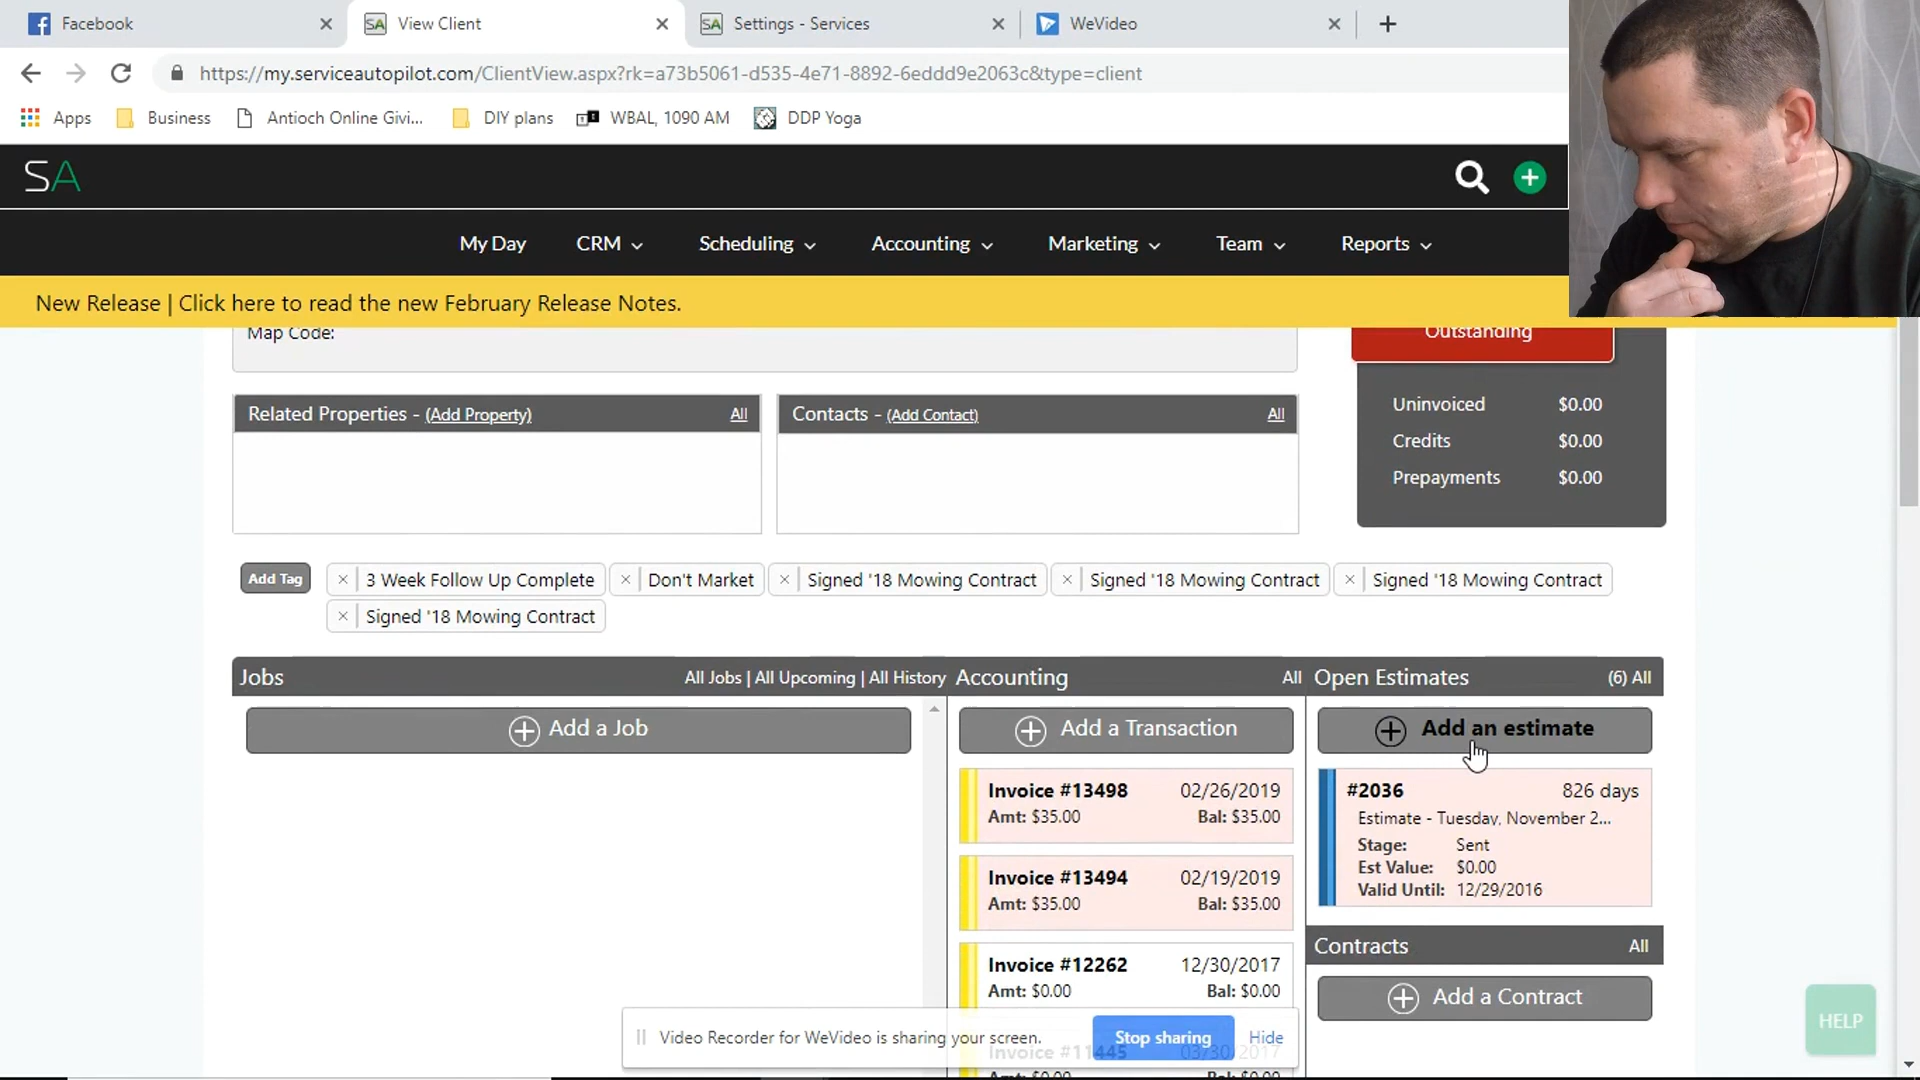 Facebook
View Client
Settings - Services
WeVideo
https://my.serviceautopilot.com/ClientView.aspx?rk=a73b5061-d535-4e71-8892-6eddd9e2063c&type=client
Apps
Business
Antioch Online Givi...
DIY plans
WBAL, 1090 AM
DDP Yoga
SA
My Day
CRM
Scheduling
Accounting
Marketing
Team
Reports
New Release | Click here to read the new February Release Notes.
Map Code:
Outstanding
Uninvoiced $0.00
Credits $0.00
Prepayments $0.00
Related Properties - (Add Property) All
Contacts - (Add Contact) All
Add Tag
3 Week Follow Up Complete
Don't Market
Signed '18 Mowing Contract
Signed '18 Mowing Contract
Signed '18 Mowing Contract
Signed '18 Mowing Contract
Jobs All Jobs | All Upcoming | All History
Add a Job
Accounting All
Add a Transaction
Invoice #13498 02/26/2019
Amt: $35.00 Bal: $35.00
Invoice #13494 02/19/2019
Amt: $35.00 Bal: $35.00
Invoice #12262 12/30/2017
Amt: $0.00 Bal: $0.00
Invoice #11445 03/30/2017
Amt: $0.00 Bal: $0.00
Open Estimates (6) All
Add an estimate
#2036 826 days
Estimate - Tuesday, November 2...
Stage: Sent
Est Value: $0.00
Valid Until: 12/29/2016
Contracts All
Add a Contract
Video Recorder for WeVideo is sharing your screen.
Stop sharing
Hide
HELP